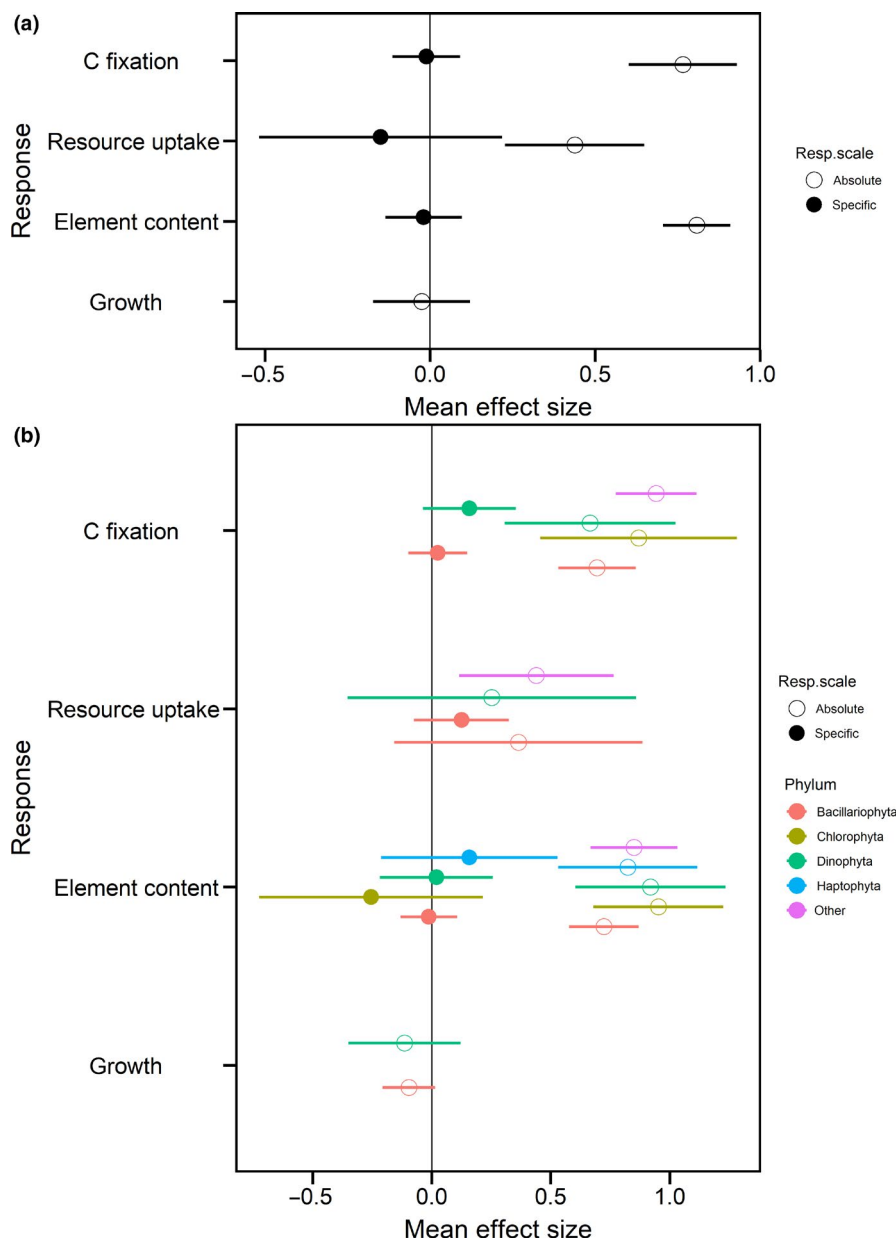 (a)
C fixation
Resource uptake
Element content
Growth
Response
−0.5
0.0
0.5
1.0
Mean effect size
Resp.scale
Absolute
Specific
(b)
C fixation
Resource uptake
Element content
Growth
Response
−0.5
0.0
0.5
1.0
Mean effect size
Resp.scale
Absolute
Specific
Phylum
Bacillariophyta
Chlorophyta
Dinophyta
Haptophyta
Other